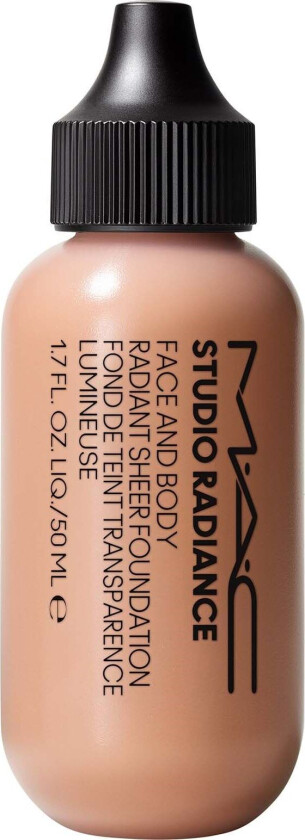 M·A·C
STUDIO RADIANCE
FACE AND BODY
RADIANT SHEER FOUNDATION
FOND DE TEINT TRANSPARENCE
LUMINEUSE
1.7 FL. OZ. LIQ./50 ML ℮